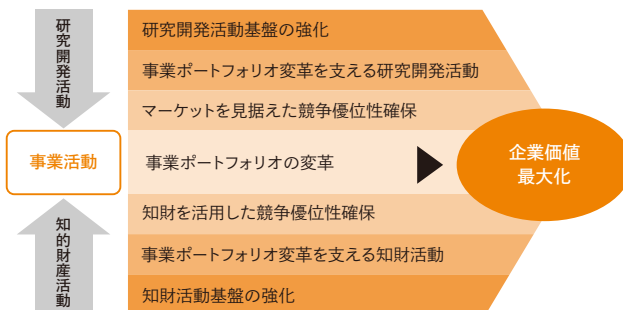 研究開発活動
事業活動
知的財産活動
研究開発活動基盤の強化
事業ポートフォリオ変革を支える研究開発活動
マーケットを見据えた競争優位性確保
事業ポートフォリオの変革
知財を活用した競争優位性確保
事業ポートフォリオ変革を支える知財活動
知財活動基盤の強化
企業価値
最大化